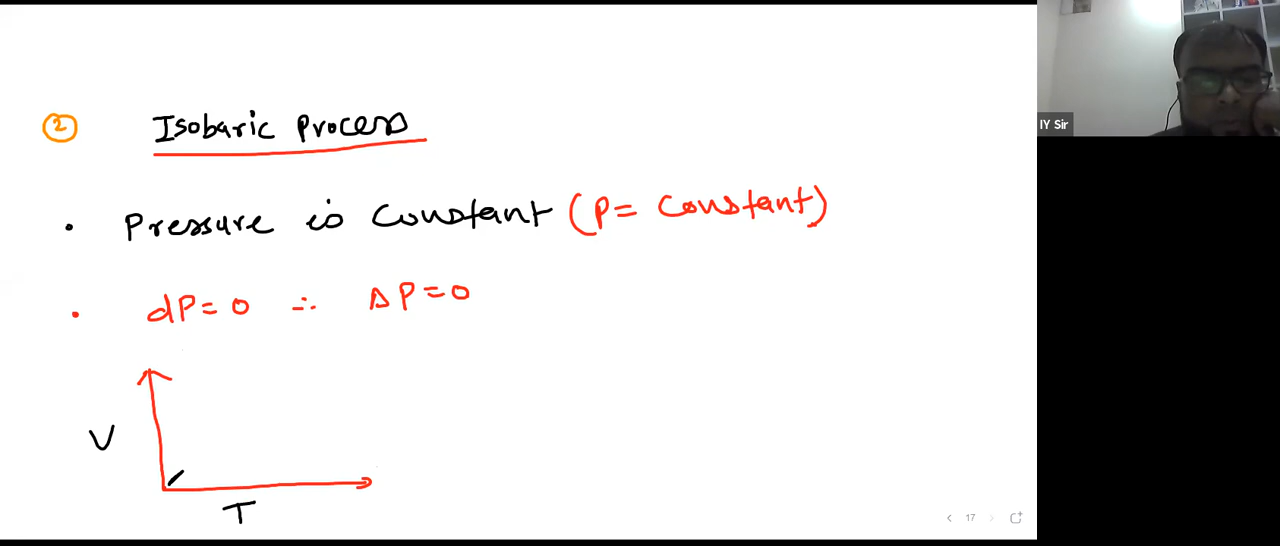 2 Isobaric Process
• Pressure is Constant (P= Constant)
• dP=0 ∴ ΔP=0
V
T
17
IY Sir